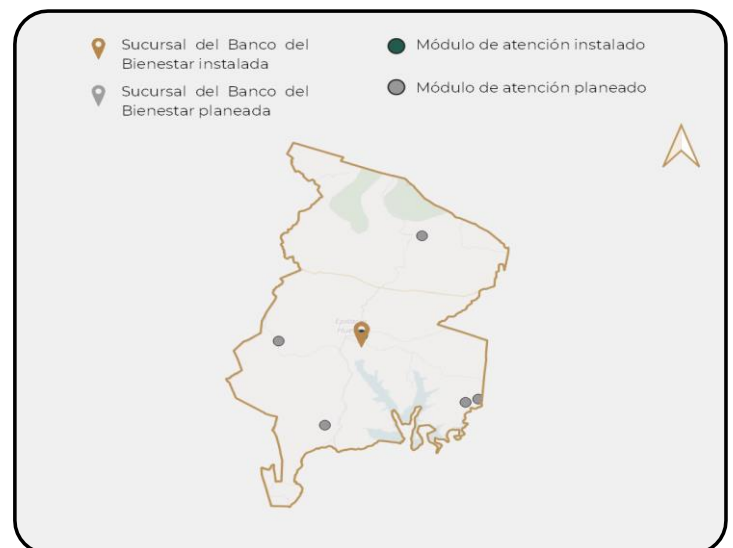 Sucursal del Banco del
Bienestar instalada
Sucursal del Banco del
Bienestar planeada
Módulo de atención instalado
Módulo de atención planeado